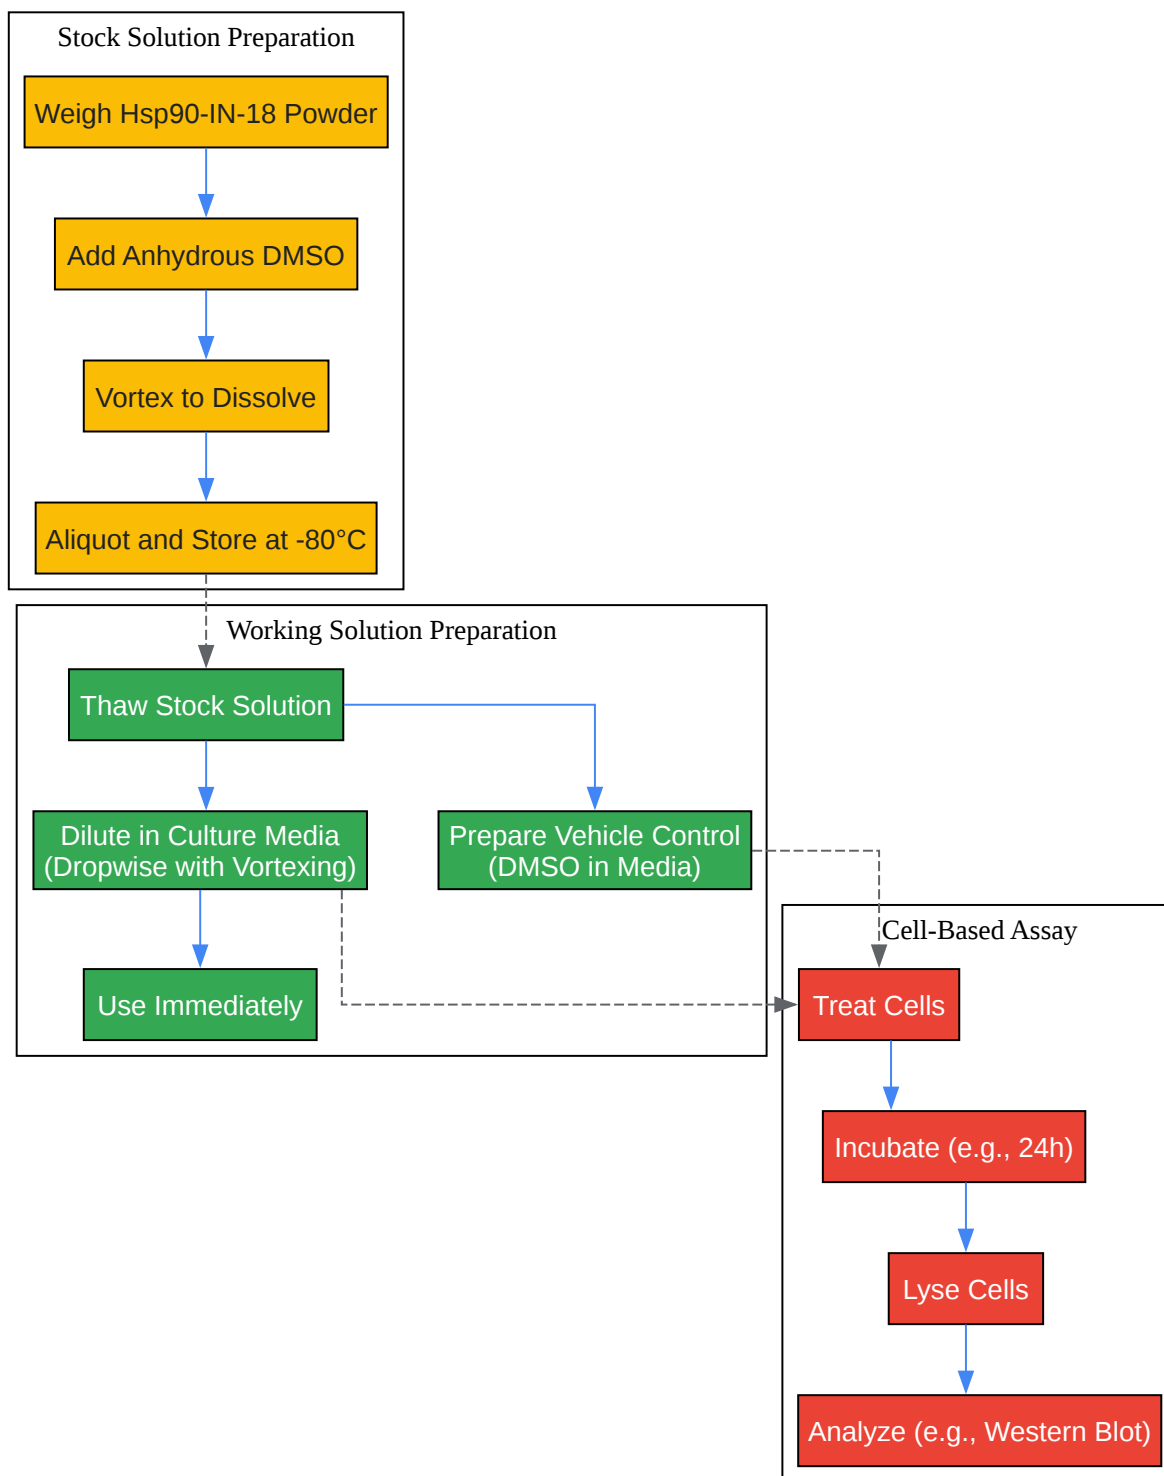 Stock Solution Preparation
Weigh Hsp90-IN-18 Powder
Add Anhydrous DMSO
Vortex to Dissolve
Aliquot and Store at -80°C
Working Solution Preparation
Thaw Stock Solution
Dilute in Culture Media
(Dropwise with Vortexing)
Prepare Vehicle Control
(DMSO in Media)
Use Immediately
Cell-Based Assay
Treat Cells
Incubate (e.g., 24h)
Lyse Cells
Analyze (e.g., Western Blot)